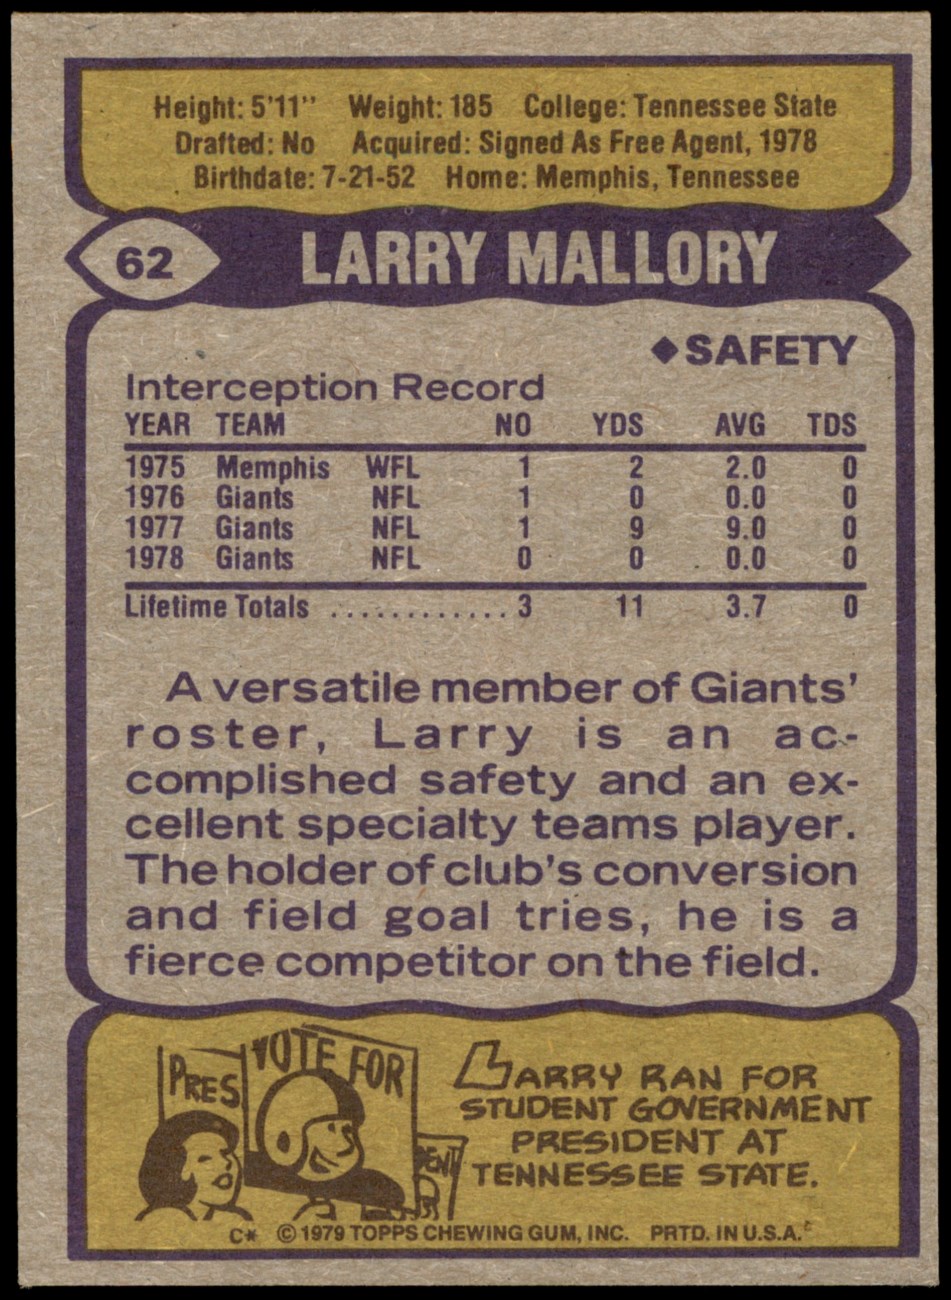 Height: 5'11" Weight: 185 College: Tennessee State
Drafted: No Acquired: Signed As Free Agent, 1978
Birthdate: 7-21-52 Home: Memphis, Tennessee
62 LARRY MALLORY
◆SAFETY
Interception Record
YEAR TEAM NO YDS AVG TDS
1975 Memphis WFL 1 2 2.0 0
1976 Giants NFL 1 0 0.0 0
1977 Giants NFL 1 9 9.0 0
1978 Giants NFL 0 0 0.0 0
Lifetime Totals ............ 3 11 3.7 0
A versatile member of Giants'
roster, Larry is an ac-
complished safety and an ex-
cellent specialty teams player.
The holder of club's conversion
and field goal tries, he is a
fierce competitor on the field.
PRES
VOTE FOR
DENT
LARRY RAN FOR
STUDENT GOVERNMENT
PRESIDENT AT
TENNESSEE STATE.
C* © 1979 TOPPS CHEWING GUM, INC. PRTD. IN U.S.A.